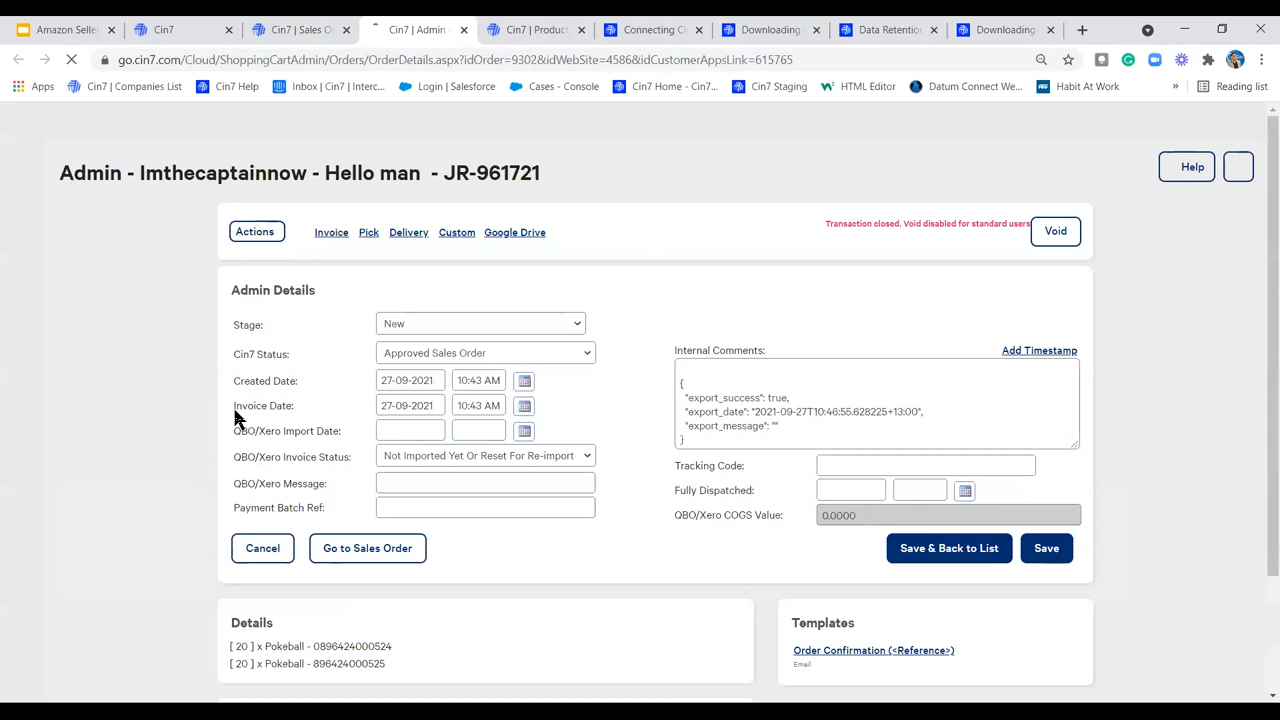 Amazon Selle
Cin7
Cin7 | Sales O
Cin7 | Admin -
Cin7 | Product
Connecting C
Downloading
Data Retentio
Downloading
go.cin7.com/Cloud/ShoppingCartAdmin/Orders/OrderDetails.aspx?idOrder=9302&idWebSite=4586&idCustomerAppsLink=615765
Apps
Cin7 | Companies List
Cin7 Help
Inbox | Cin7 | Interc...
Login | Salesforce
Cases - Console
Cin7 Home - Cin7...
Cin7 Staging
HTML Editor
Datum Connect We...
Habit At Work
»
Reading list
Admin - Imthecaptainnow - Hello man - JR-961721
Help
Actions
Invoice
Pick
Delivery
Custom
Google Drive
Transaction closed. Void disabled for standard users
Void
Admin Details
Stage:
New
Cin7 Status:
Approved Sales Order
Created Date:
27-09-2021
10:43 AM
Invoice Date:
27-09-2021
10:43 AM
QBO/Xero Import Date:
QBO/Xero Invoice Status:
Not Imported Yet Or Reset For Re-import
QBO/Xero Message:
Payment Batch Ref:
Internal Comments:
Add Timestamp
{
"export_success": true,
"export_date": "2021-09-27T10:46:55.628225+13:00",
"export_message": ""
}
Tracking Code:
Fully Dispatched:
QBO/Xero COGS Value:
0.0000
Cancel
Go to Sales Order
Save & Back to List
Save
Details
[ 20 ] x Pokeball - 0896424000524
[ 20 ] x Pokeball - 896424000525
Templates
Order Confirmation (<Reference>)
Email